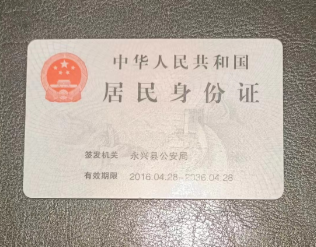 中华人民共和国
居民身份证
签发机关 永兴县公安局
有效期限 2016.04.28-2026.04.28